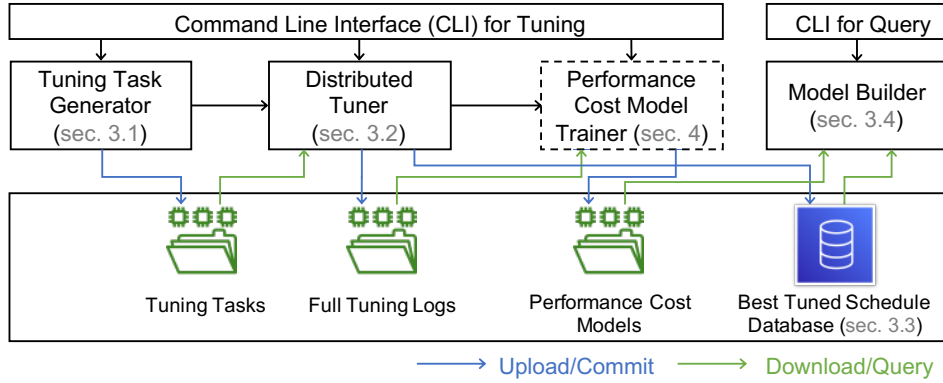 Command Line Interface (CLI) for Tuning
CLI for Query
Tuning Task
Generator
(sec. 3.1)
Distributed
Tuner
(sec. 3.2)
Performance
Cost Model
Trainer (sec. 4)
Model Builder
(sec. 3.4)
Tuning Tasks
Full Tuning Logs
Performance Cost
Models
Best Tuned Schedule
Database (sec. 3.3)
Upload/Commit
Download/Query